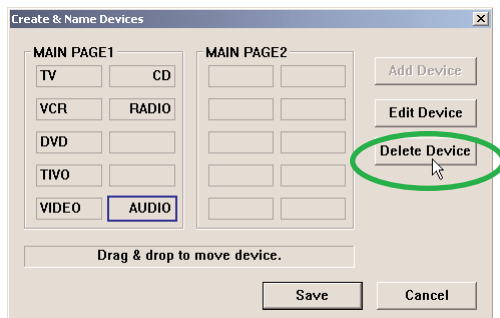 Create & Name Devices
MAIN PAGE1
MAIN PAGE2
TV CD
Add Device
VCR RADIO
Edit Device
DVD
Delete Device
TIVO
VIDEO AUDIO
Drag & drop to move device.
Save Cancel